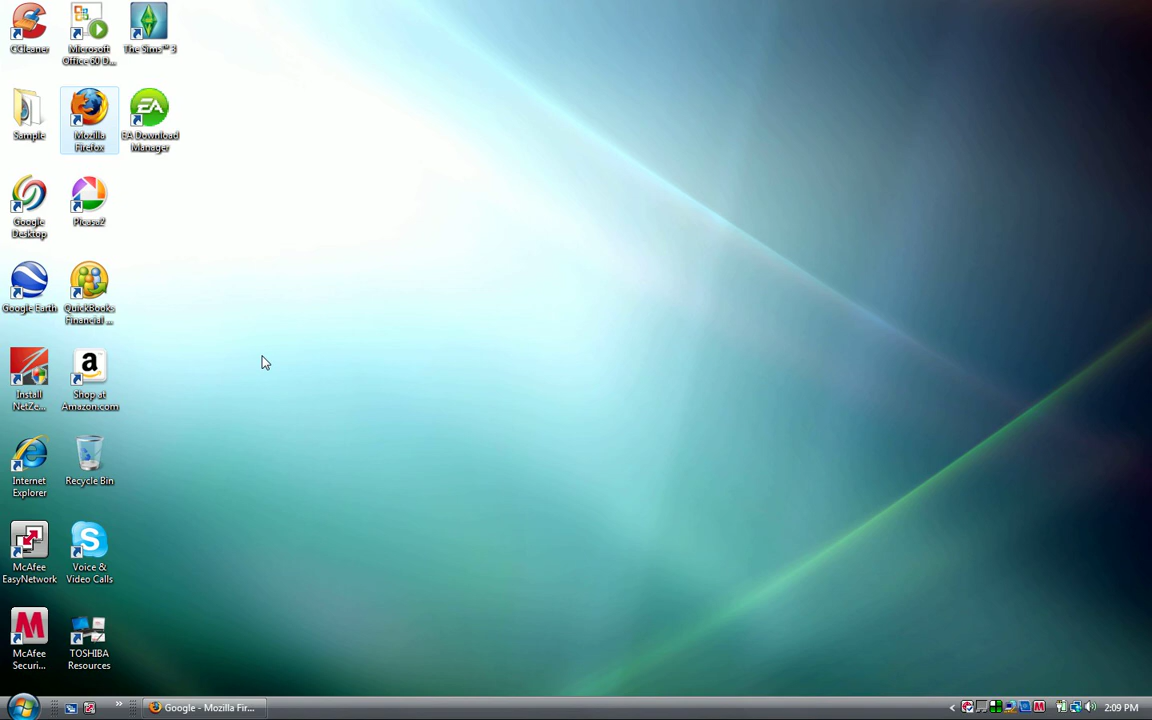 CCleaner
Microsoft
Office 60 D...
The Sims™ 3
Sample
Mozilla
Firefox
EA
EA Download
Manager
Google
Desktop
Picasa2
Google Earth
QuickBooks
Financial ...
Install
NetZe...
a
Shop at
Amazon.com
Internet
Explorer
Recycle Bin
McAfee
EasyNetwork
S
Voice &
Video Calls
M
McAfee
Securi...
TOSHIBA
Resources
Google - Mozilla Fir...
2:09 PM